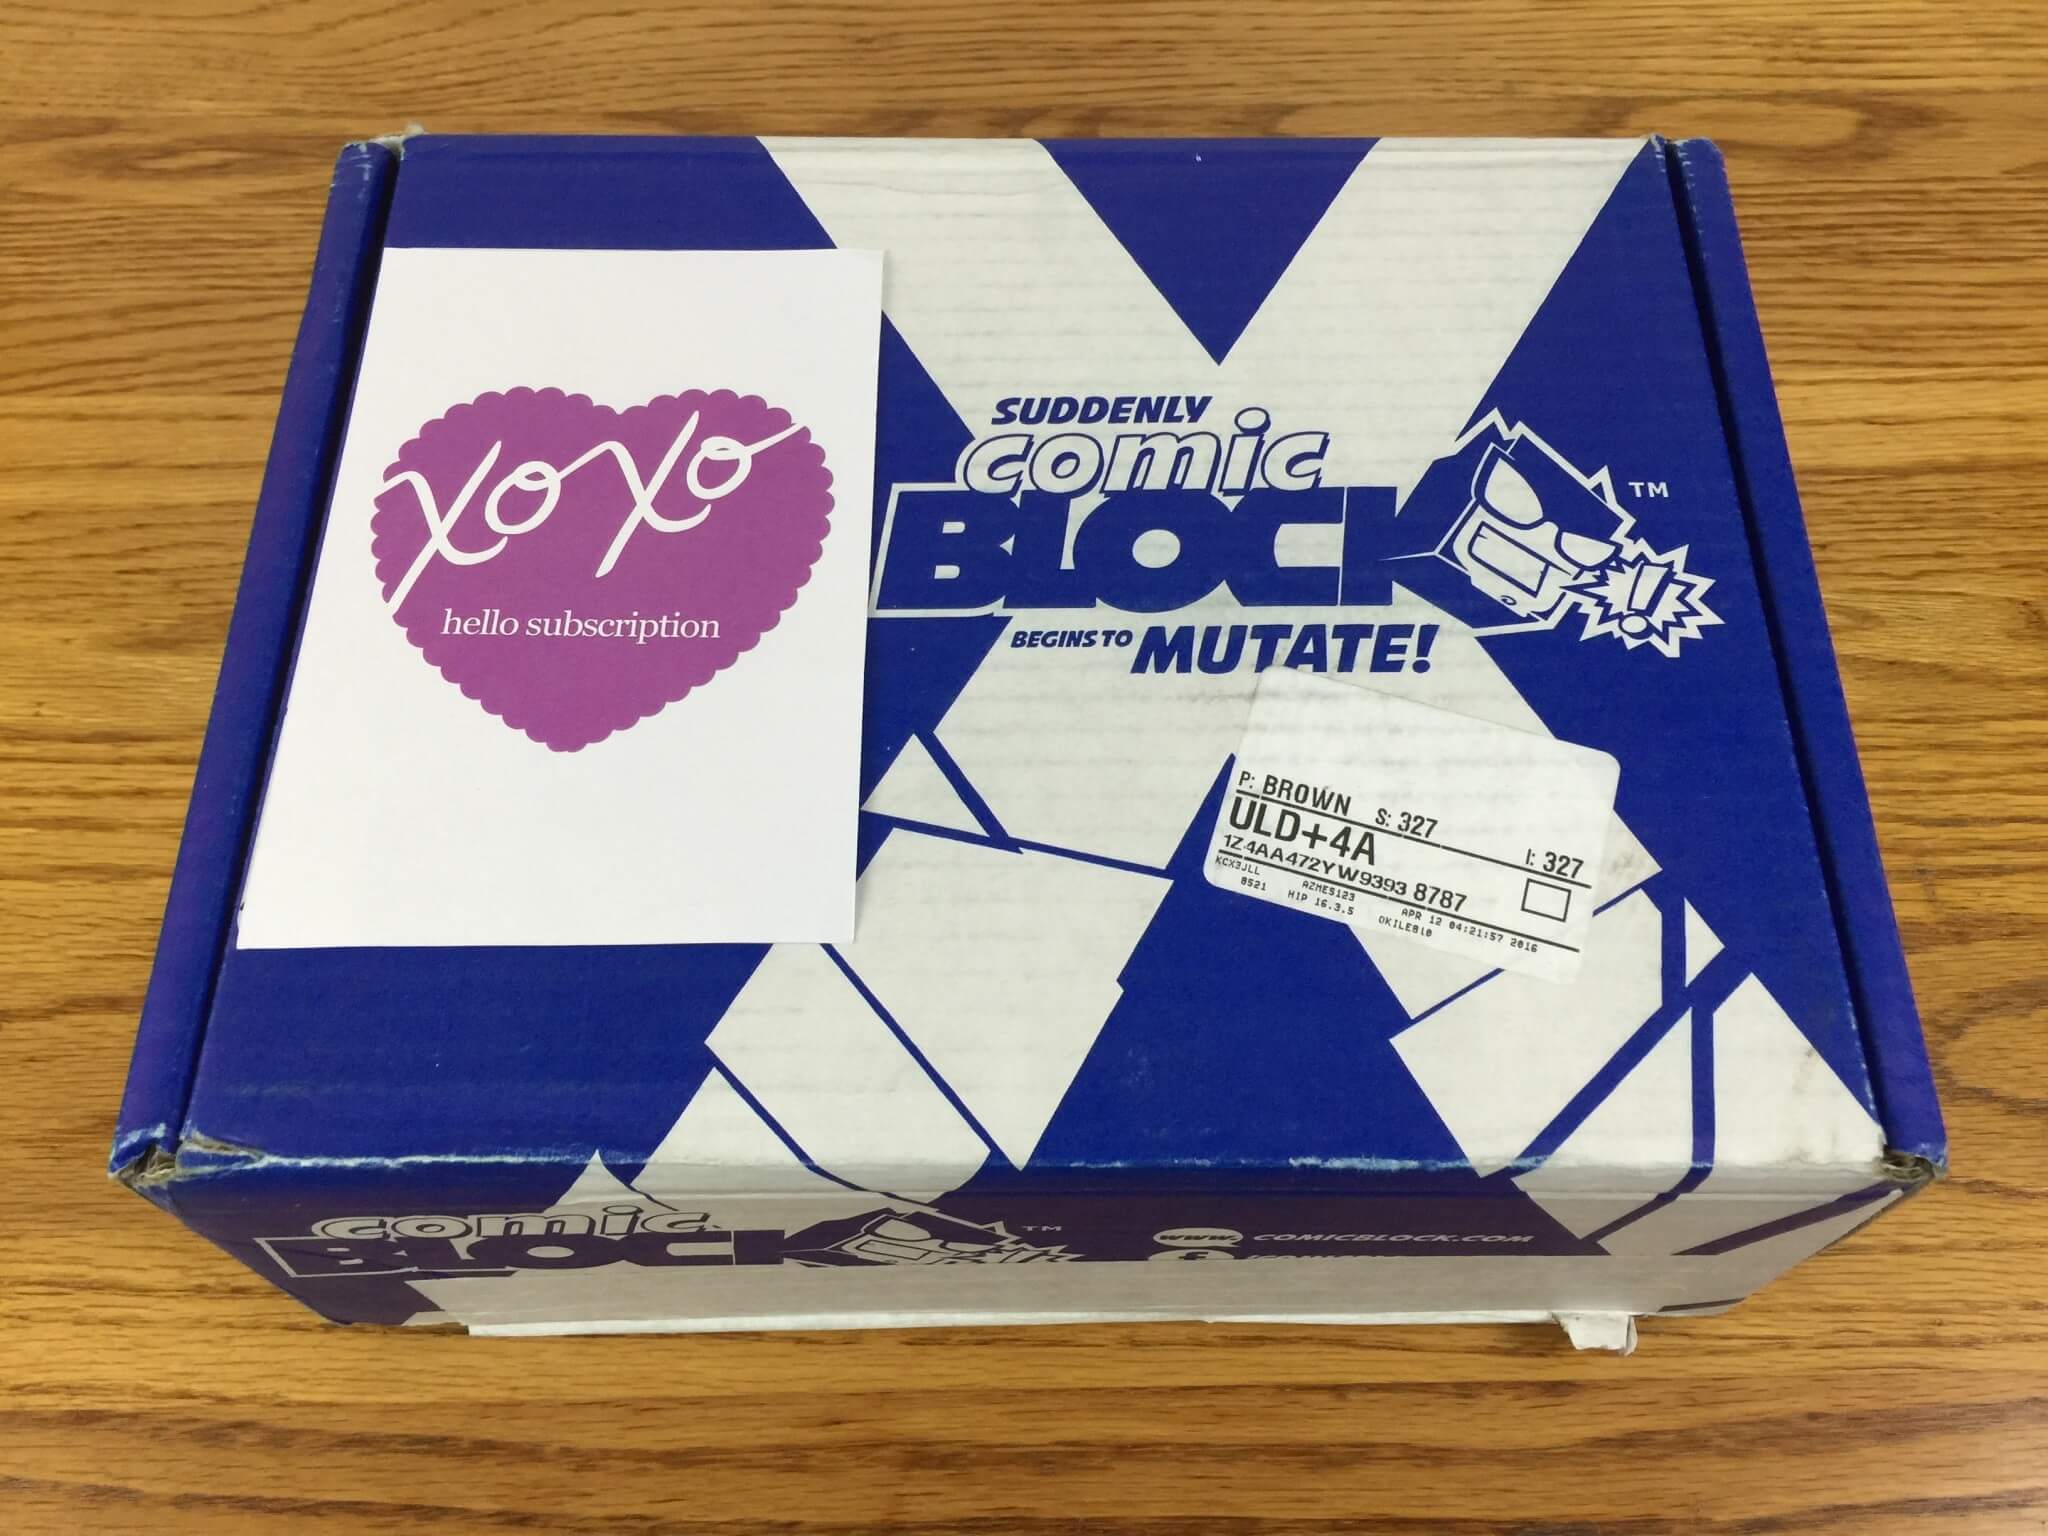 xoxo
hello subscription
SUDDENLY
comic
BLOCK
TM
!
BEGINS TO MUTATE!
P: BROWN S: 327 I: 327
ULD+4A
1Z4AA472YW9393 8787
KCX3JLL AZMES123 APR 12 04:21:57 2016
8521 HIP 16.3.5
comic
BLOCK
TM
www. COMICBLOCK.COM
f